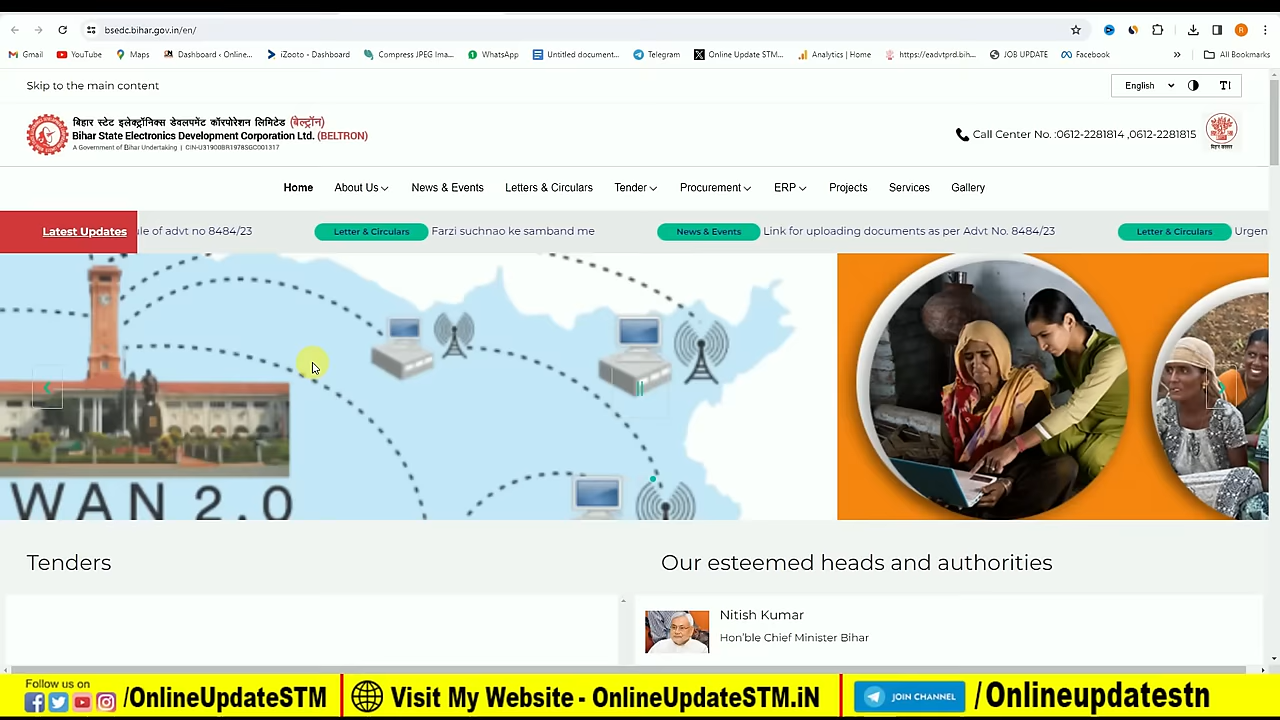 bsedc.bihar.gov.in/en/
Gmail YouTube Maps Dashboard < Online... iZooto - Dashboard Compress JPEG Ima... WhatsApp Untitled document... Telegram Online Update STM... Analytics | Home https://eadvtprd.bih... JOB UPDATE Facebook » All Bookmarks
Skip to the main content
English
बिहार स्टेट इलेक्ट्रॉनिक्स डेवलपमेंट कॉरपोरेशन लिमिटेड (बेल्ट्रॉन)
Bihar State Electronics Development Corporation Ltd. (BELTRON)
A Government of Bihar Undertaking | CIN-U31900BR1978SGC001317
Call Center No. :0612-2281814 ,0612-2281815
Home About Us News & Events Letters & Circulars Tender Procurement ERP Projects Services Gallery
Latest Updates ule of advt no 8484/23 Letter & Circulars Farzi suchnao ke samband me News & Events Link for uploading documents as per Advt No. 8484/23 Letter & Circulars Urgen
WAN 2.0
Tenders
Our esteemed heads and authorities
Nitish Kumar
Hon'ble Chief Minister Bihar
Follow us on
/OnlineUpdateSTM
Visit My Website - OnlineUpdateSTM.iN
JOIN CHANNEL /Onlineupdatestn